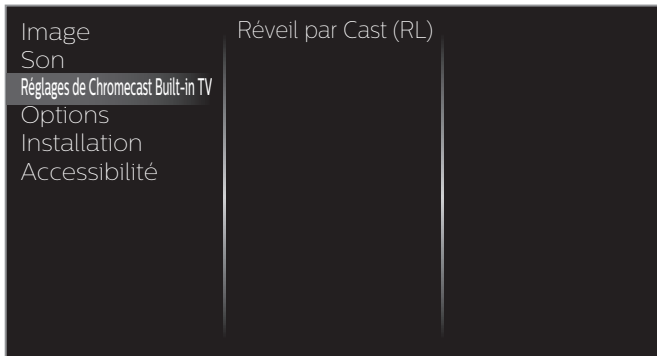 Image
Son
Réglages de Chromecast Built-in TV
Options
Installation
Accessibilité
Réveil par Cast (RL)